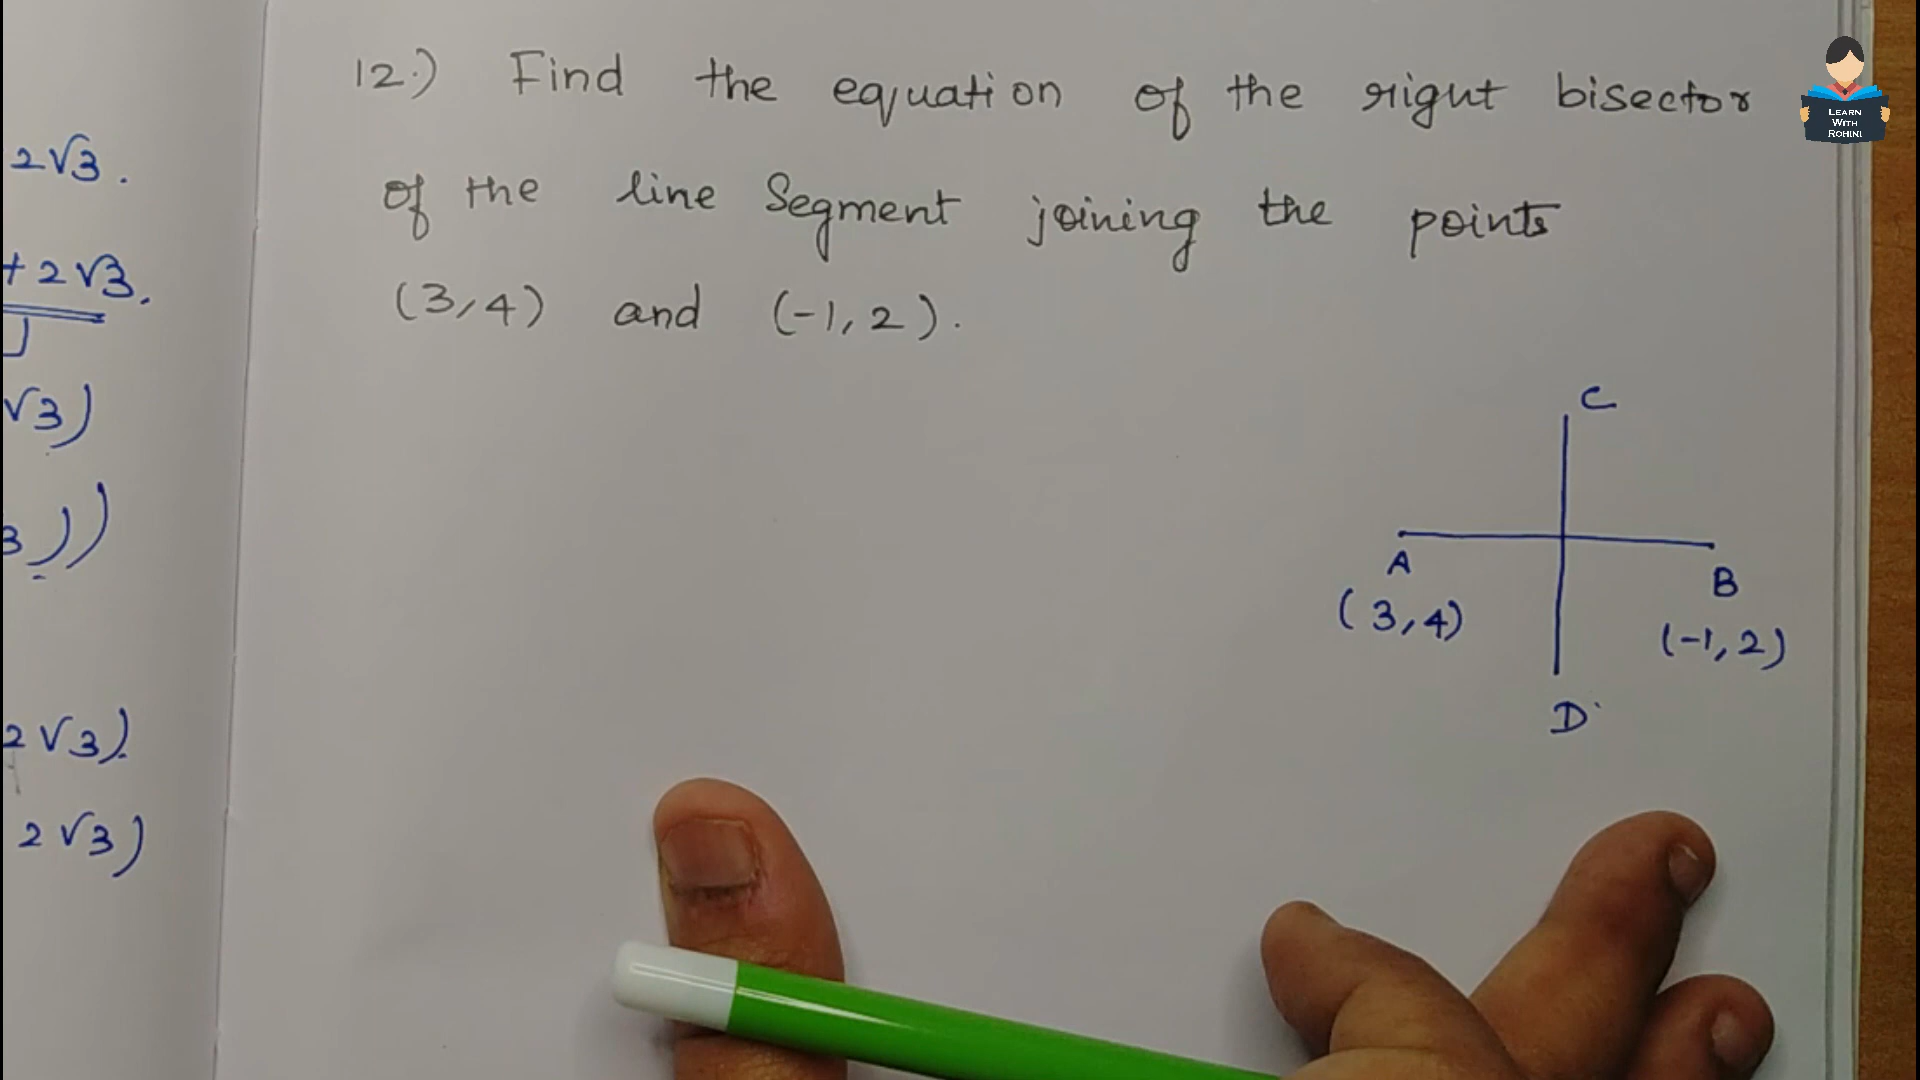 12.) Find the equation of the right bisector
of the line Segment joining the points
(3,4) and (-1,2).
C
A
B
(3,4)
(-1,2)
D
2√3.
+2√3.
√3)
3))
2√3)
2√3)
LEARN
WITH
ROHINI